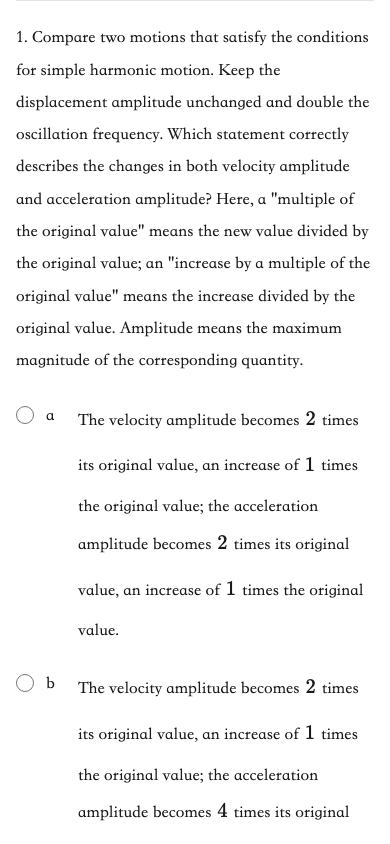 1. Compare two motions that satisfy the conditions
for simple harmonic motion. Keep the
displacement amplitude unchanged and double the
oscillation frequency. Which statement correctly
describes the changes in both velocity amplitude
and acceleration amplitude? Here, a "multiple of
the original value" means the new value divided by
the original value; an "increase by a multiple of the
original value" means the increase divided by the
original value. Amplitude means the maximum
magnitude of the corresponding quantity.
a The velocity amplitude becomes 2 times
its original value, an increase of 1 times
the original value; the acceleration
amplitude becomes 2 times its original
value, an increase of 1 times the original
value.
b The velocity amplitude becomes 2 times
its original value, an increase of 1 times
the original value; the acceleration
amplitude becomes 4 times its original